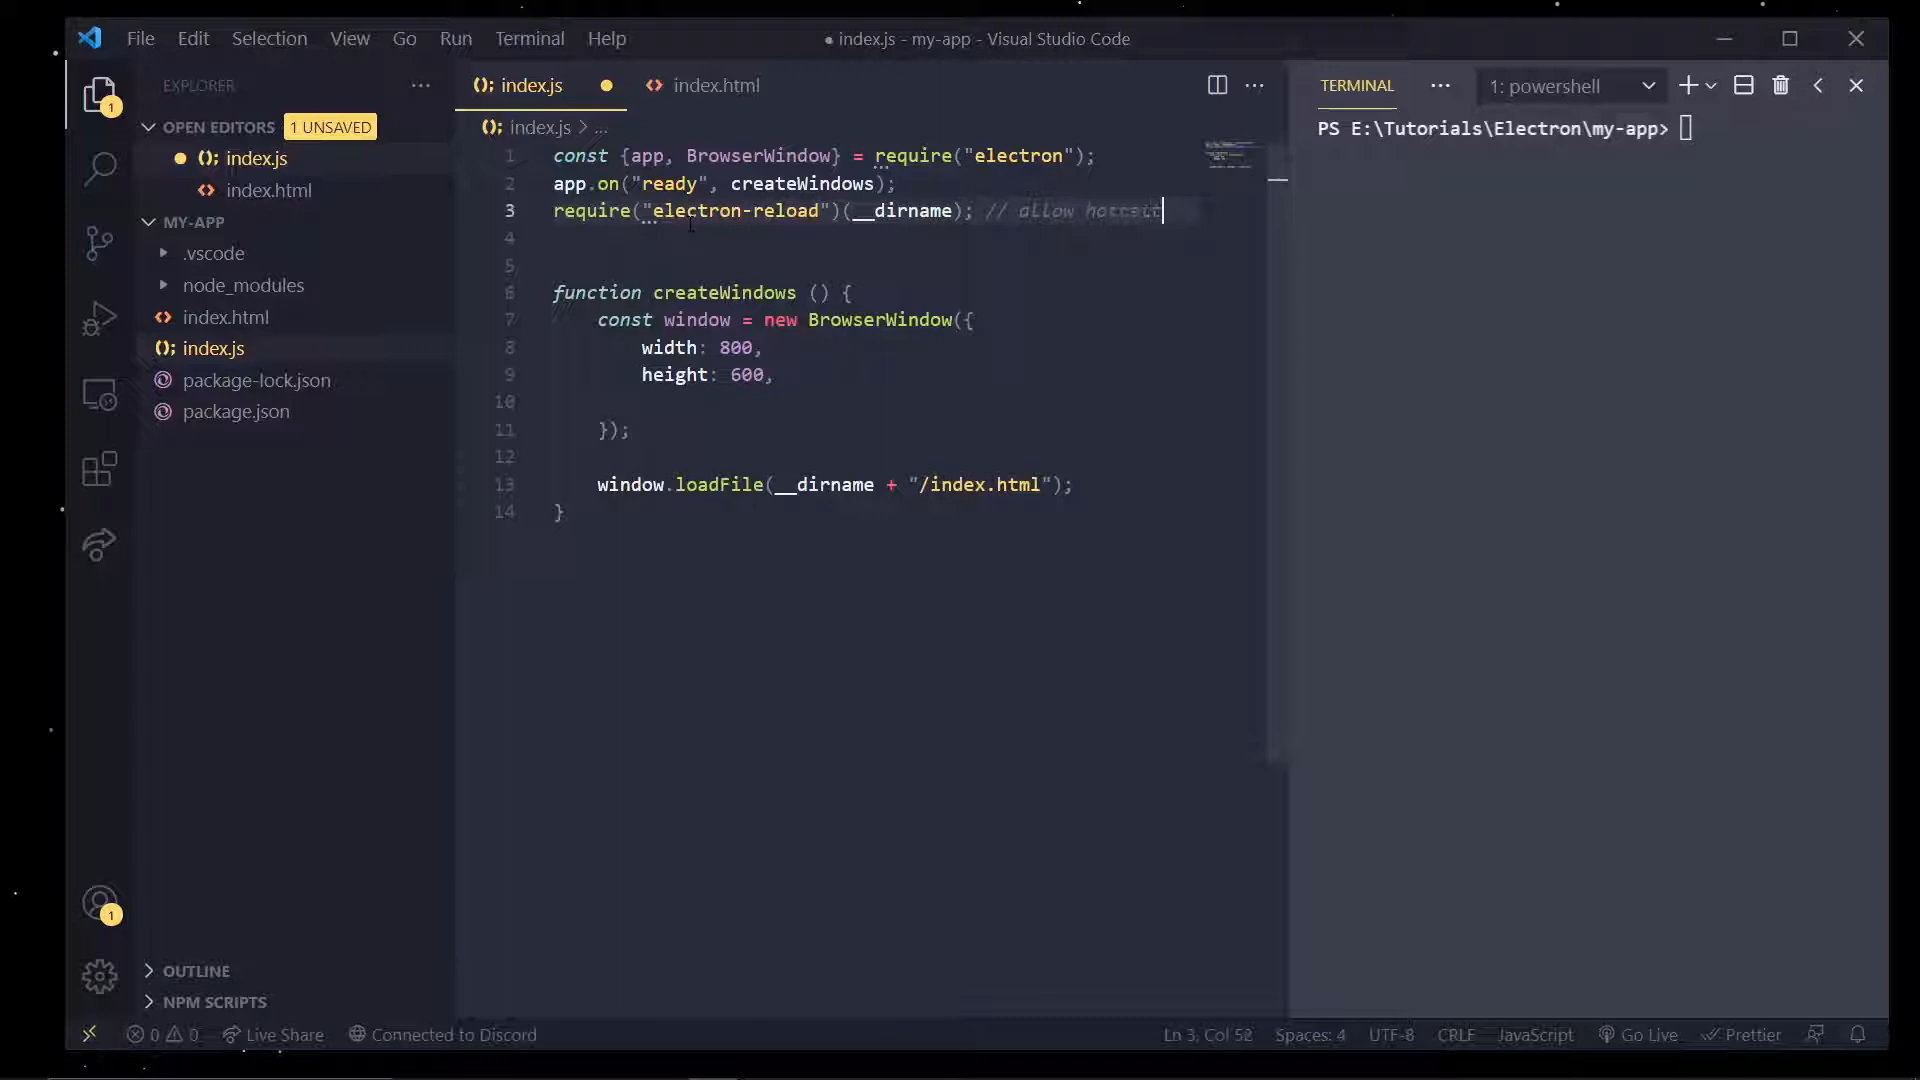 File Edit Selection View Go Run Terminal Help
● index.js - my-app - Visual Studio Code
EXPLORER
OPEN EDITORS 1 UNSAVED
index.js
index.html
MY-APP
.vscode
node_modules
index.html
index.js
package-lock.json
package.json
OUTLINE
NPM SCRIPTS
1
1
index.js
index.html
index.js > ...
1 const {app, BrowserWindow} = require("electron");
2 app.on("ready", createWindows);
3 require("electron-reload")(__dirname); // allow
4
5
6 function createWindows () {
7 const window = new BrowserWindow({
8 width: 800,
9 height: 600,
10
11 });
12
13 window.loadFile(__dirname + "/index.html");
14 }
TERMINAL
1: powershell
PS E:\Tutorials\Electron\my-app>
0 0 Live Share Connected to Discord
Ln 3, Col 52 Spaces: 4 UTF-8 CRLF JavaScript Go Live Prettier